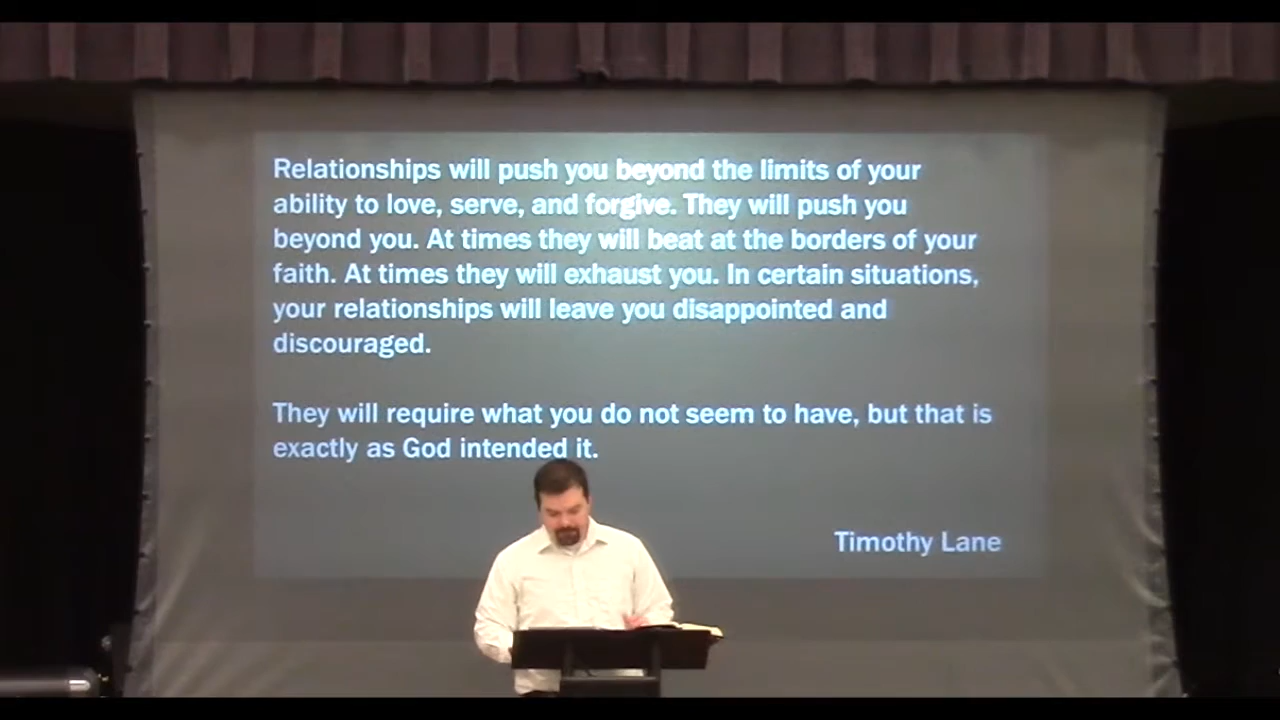 Relationships will push you beyond the limits of your
ability to love, serve, and forgive. They will push you
beyond you. At times they will beat at the borders of your
faith. At times they will exhaust you. In certain situations,
your relationships will leave you disappointed and
discouraged.
They will require what you do not seem to have, but that is
exactly as God intended it.
Timothy Lane